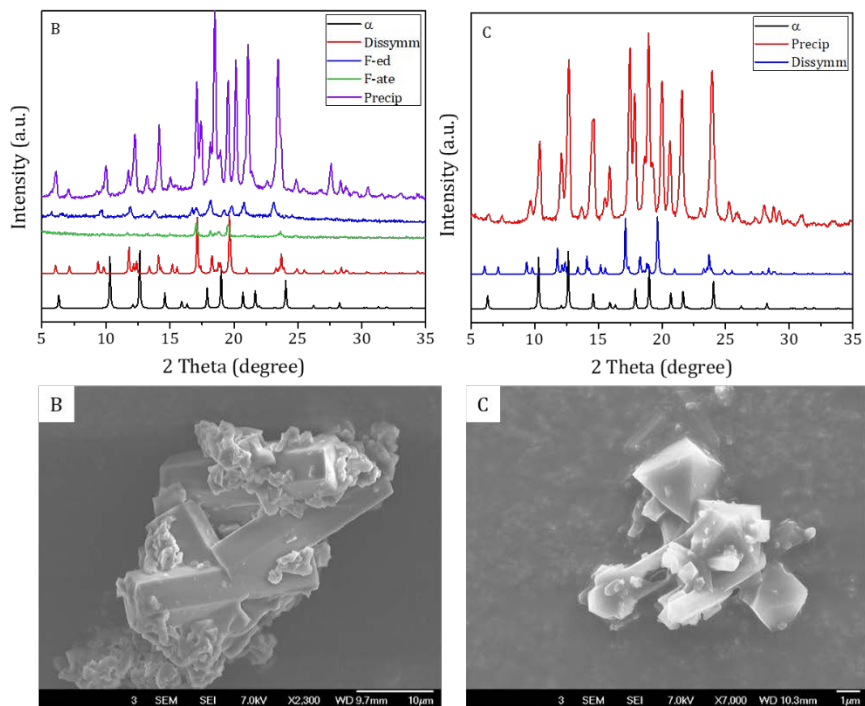 B
α
Dissymm
F-ed
F-ate
Precip
Intensity (a.u.)
5 10 15 20 25 30 35
2 Theta (degree)
C
α
Precip
Dissymm
Intensity (a.u.)
5 10 15 20 25 30 35
2 Theta (degree)
B
3 SEM SEI 7.0kV X2,300 WD 9.7mm 10μm
C
3 SEM SEI 7.0kV X7,000 WD 10.3mm 1μm